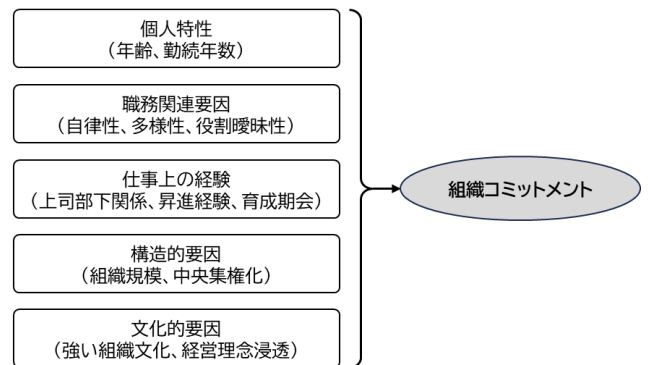 個人特性
（年齢、勤続年数）
職務関連要因
（自律性、多様性、役割曖昧性）
仕事上の経験
（上司部下関係、昇進経験、育成期会）
構造的要因
（組織規模、中央集権化）
文化的要因
（強い組織文化、経営理念浸透）
組織コミットメント